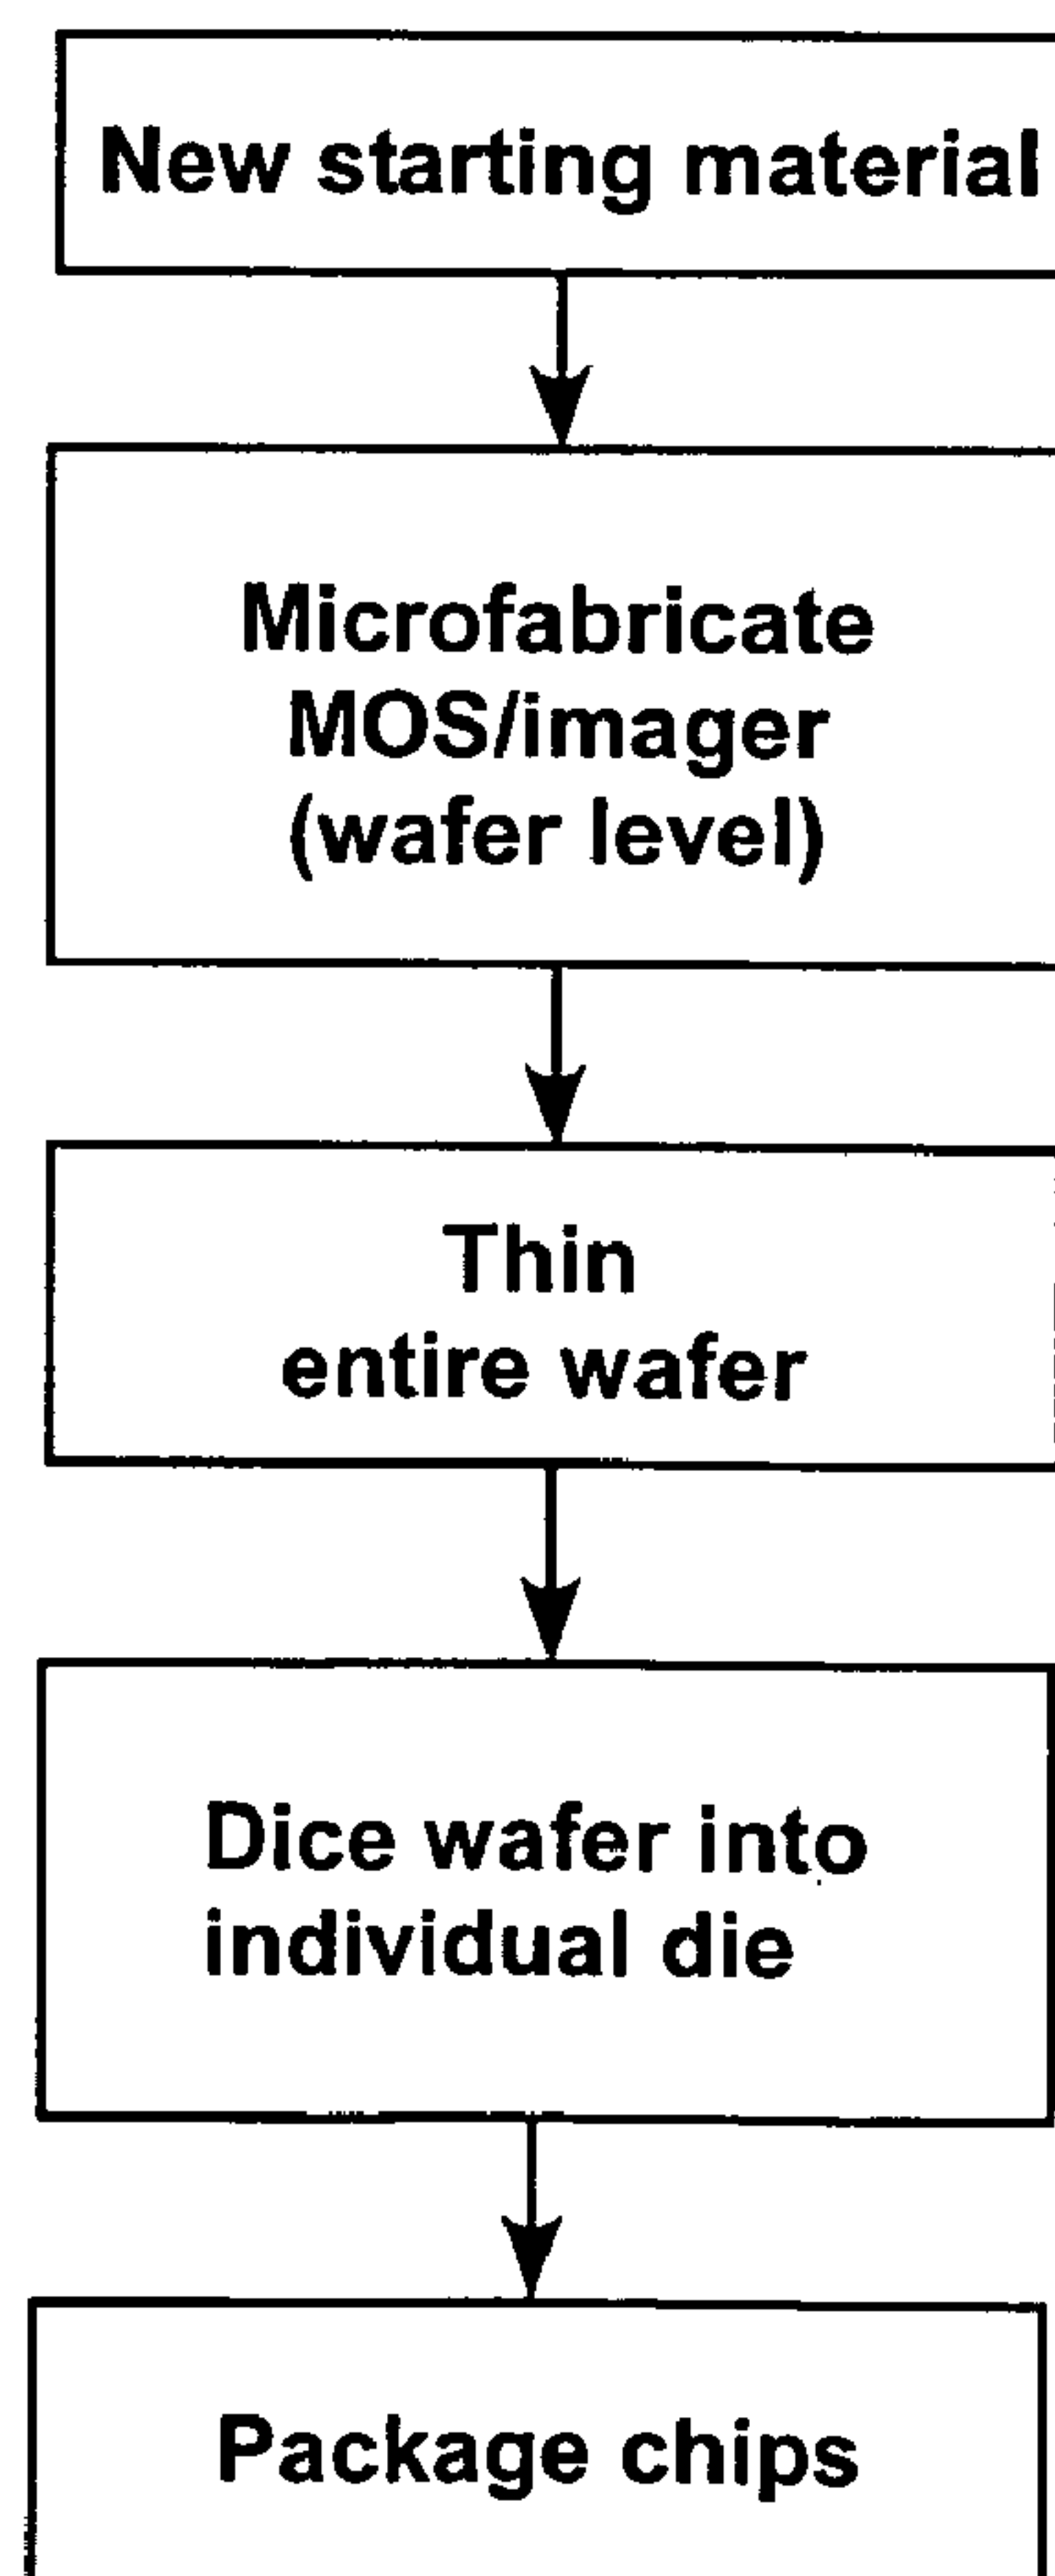 New starting material
Microfabricate
MOS/imager
(wafer level)
Thin
entire wafer
Dice wafer into
individual die
Package chips